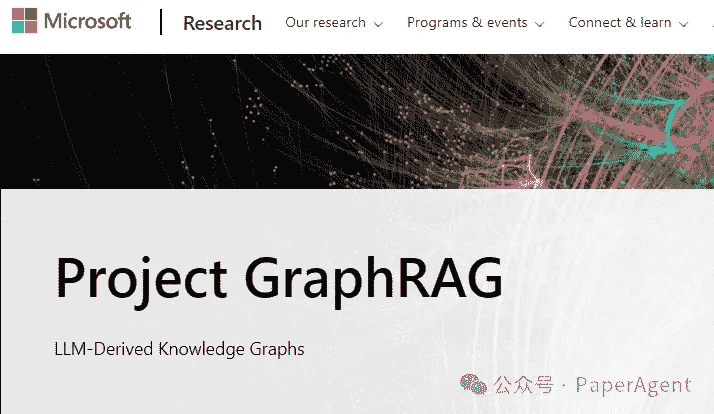 Microsoft Research Our research Programs & events Connect & learn
Project GraphRAG
LLM-Derived Knowledge Graphs
公众号 · PaperAgent